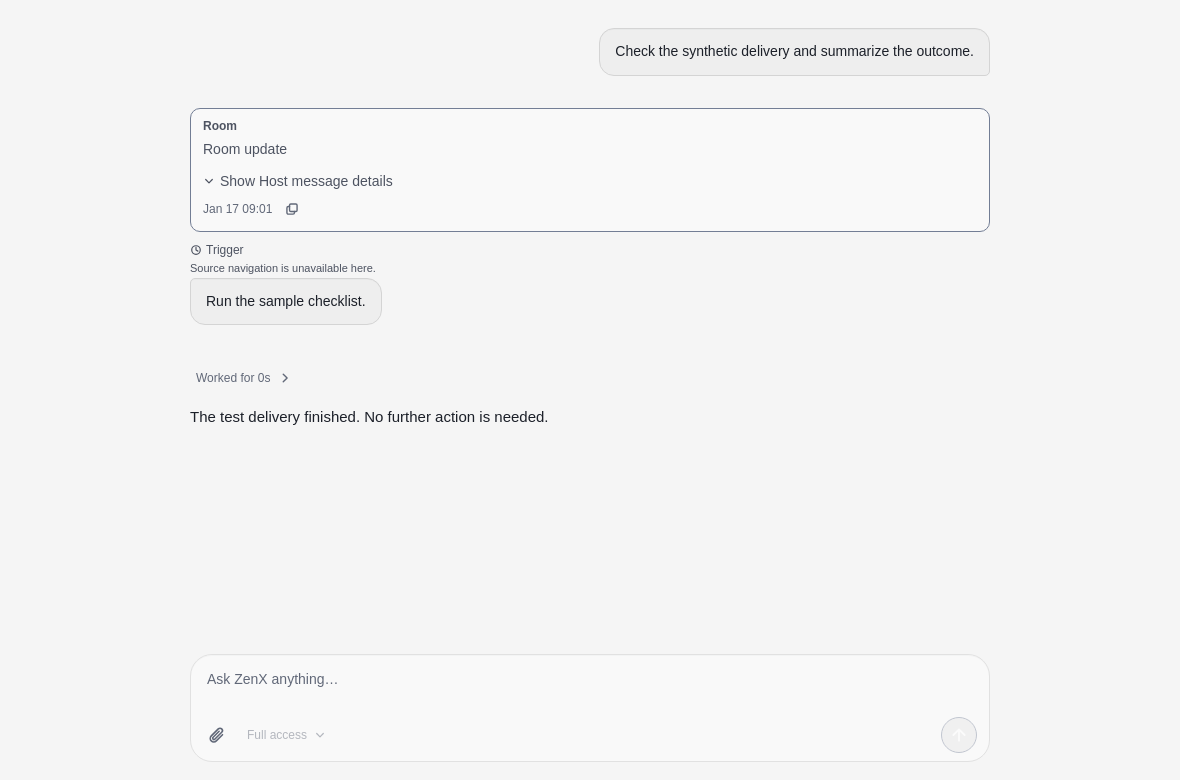 Check the synthetic delivery and summarize the outcome.
Room
Room update
Show Host message details
Jan 17 09:01
Trigger
Source navigation is unavailable here.
Run the sample checklist.
Worked for 0s
The test delivery finished. No further action is needed.
Ask ZenX anything…
Full access